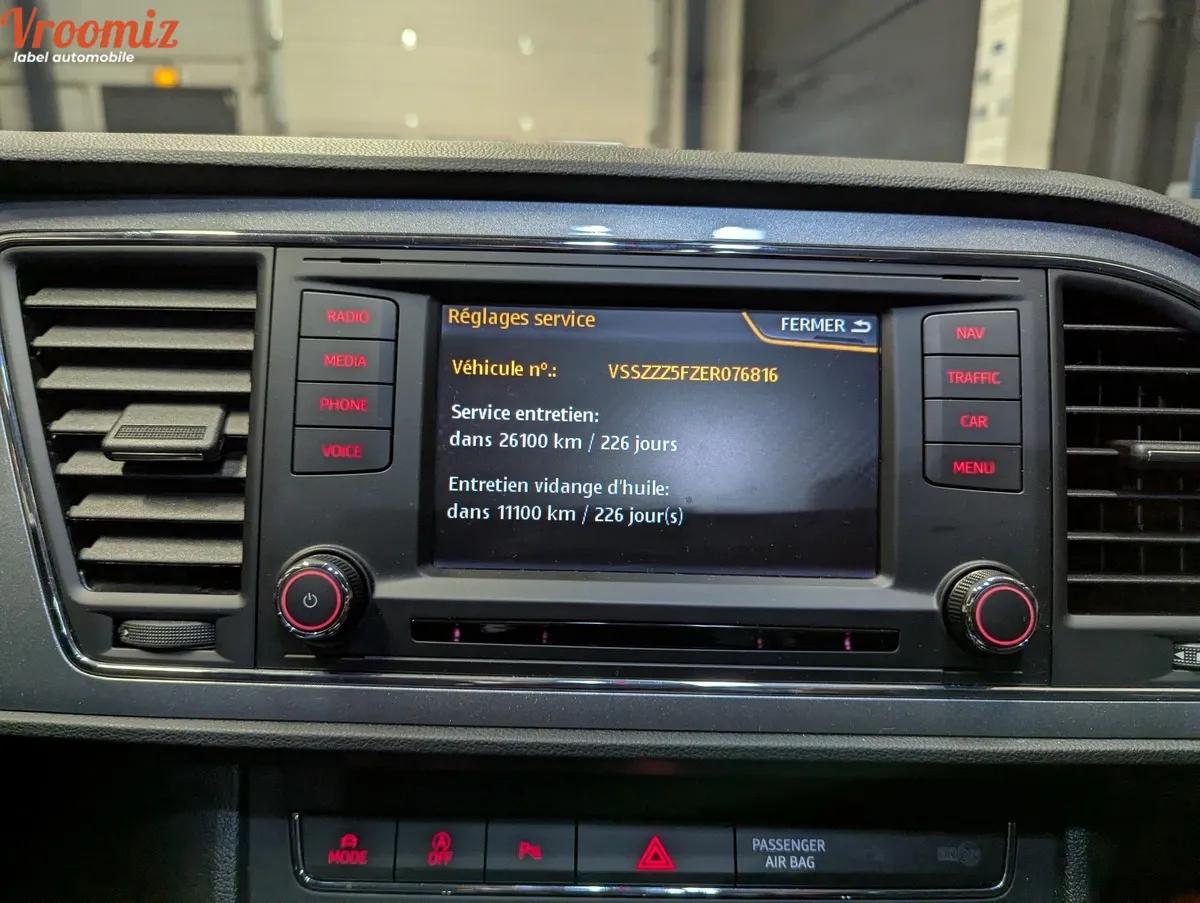 Vroomiz
label automobile
RADIO
MEDIA
PHONE
VOICE
Réglages service
FERMER
Véhicule n°.: VSSZZZ5FZER076816
Service entretien:
dans 26100 km / 226 jours
Entretien vidange d'huile:
dans 11100 km / 226 jour(s)
NAV
TRAFFIC
CAR
MENU
MODE
A
OFF
PASSENGER
AIR BAG